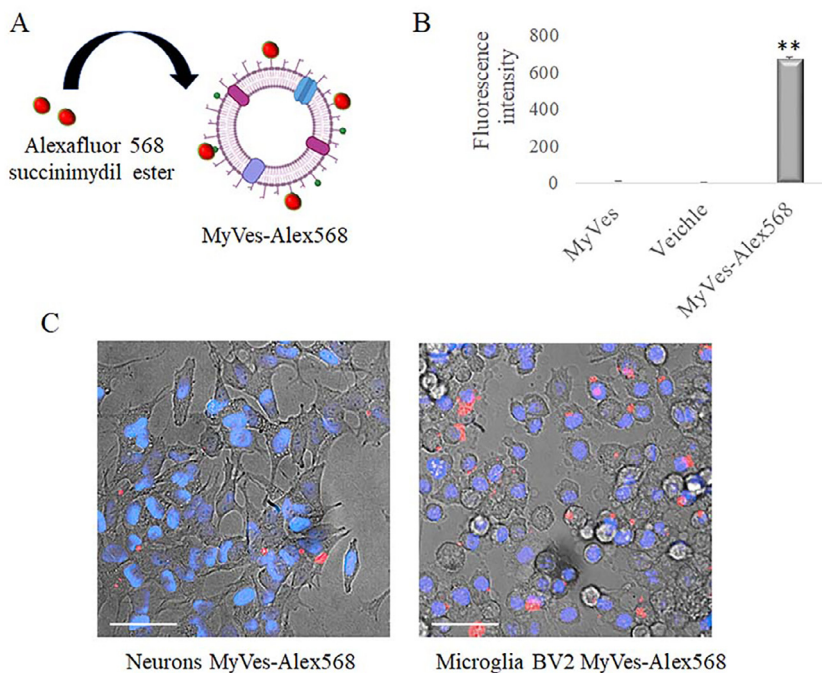 A
Alexafluor 568
succinimydil ester
MyVes-Alex568
B
Fluorescence
intensity
800
600
400
200
0
**
MyVes
Veichle
MyVes-Alex568
C
Neurons MyVes-Alex568
Microglia BV2 MyVes-Alex568